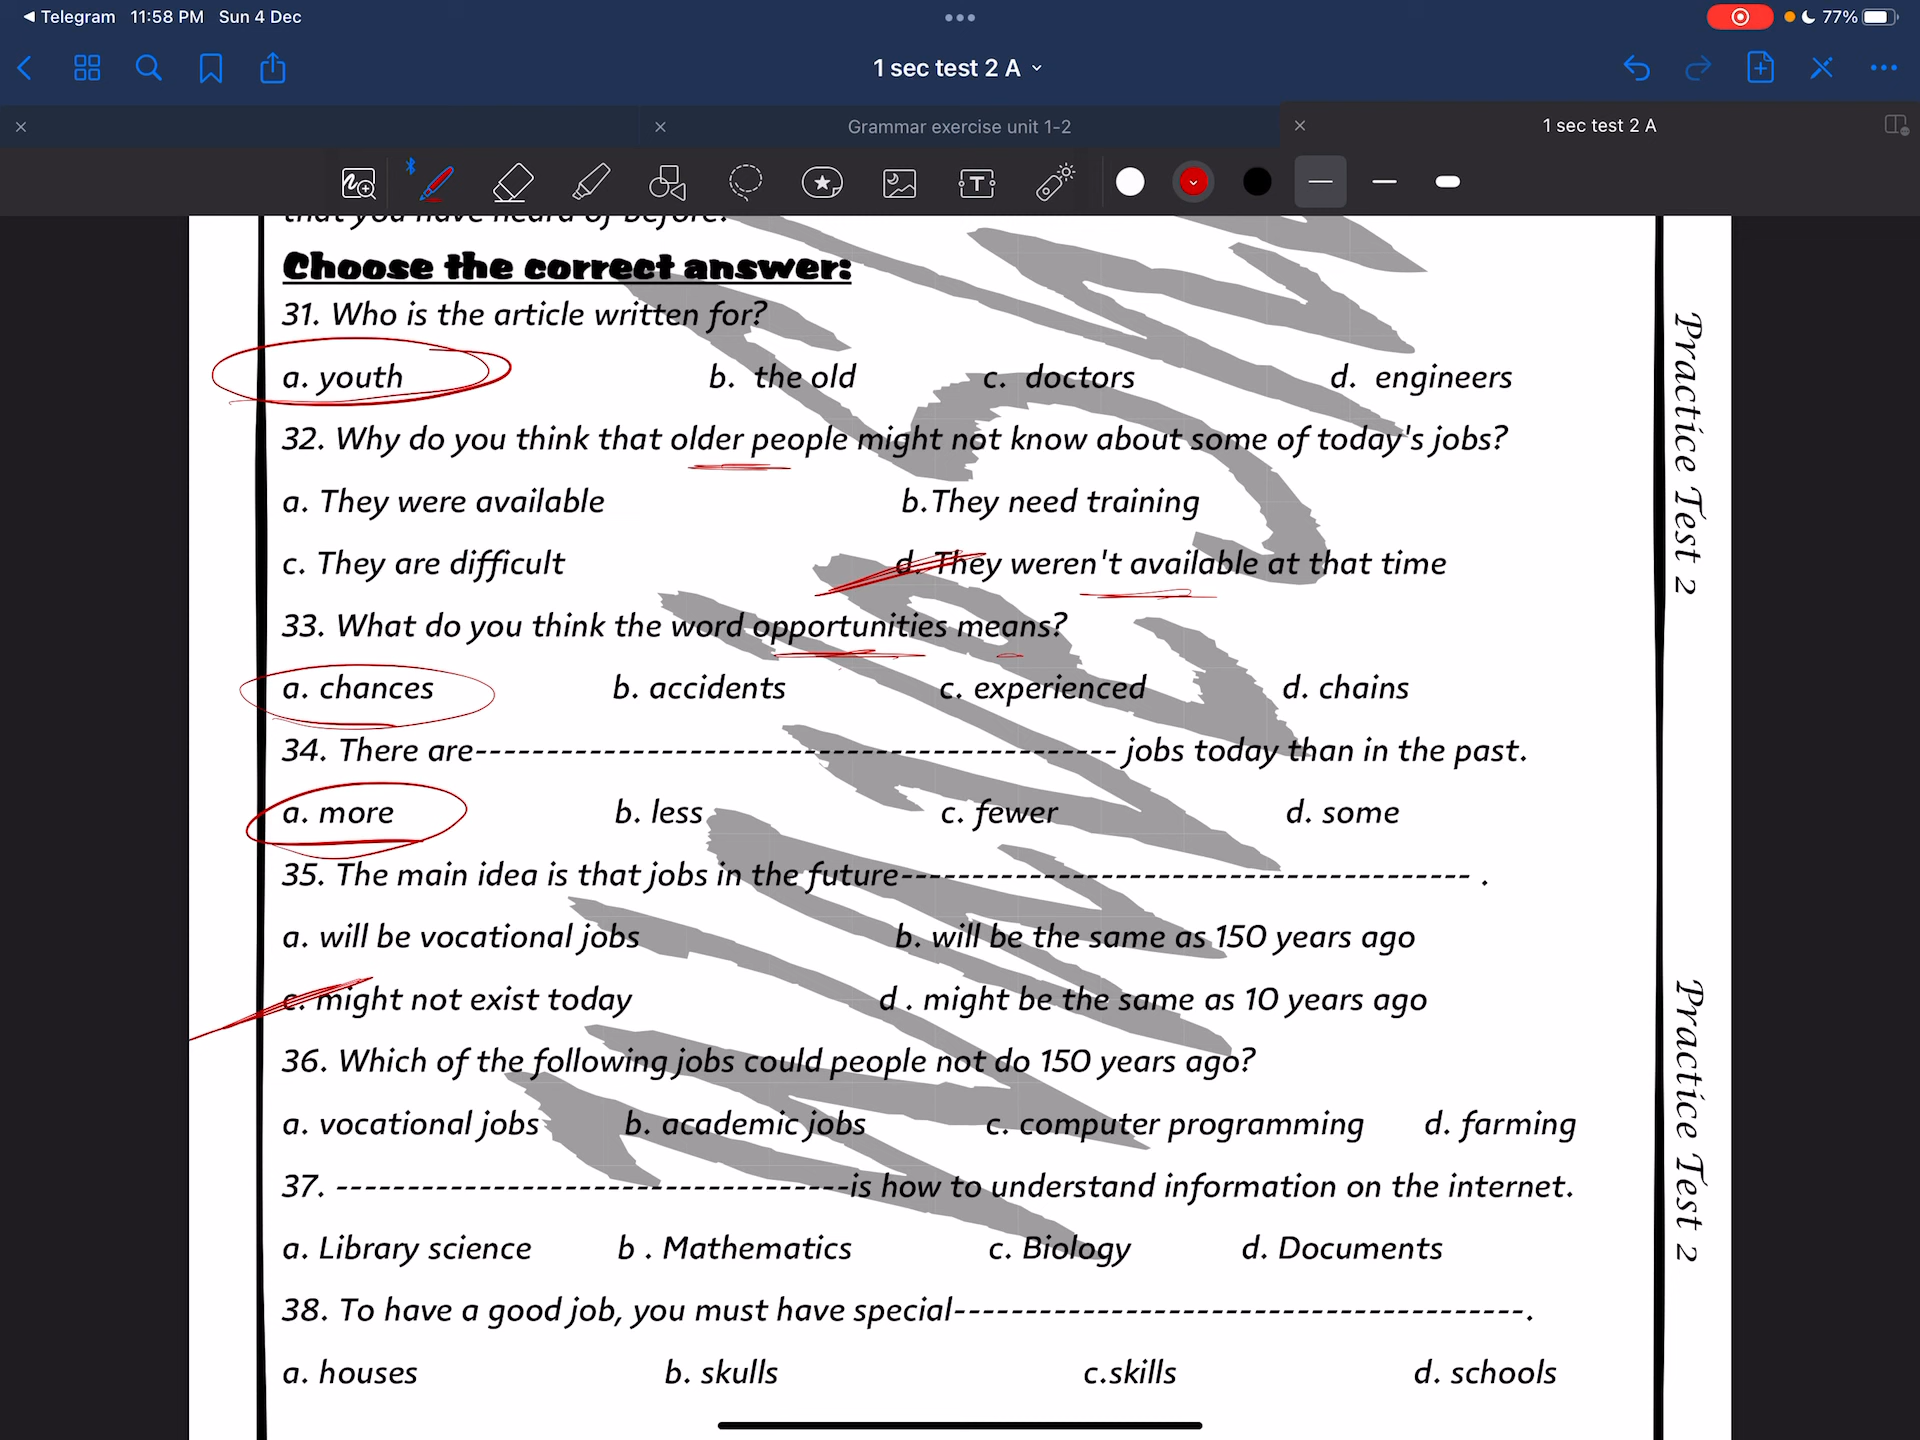 ◀ Telegram 11:58 PM Sun 4 Dec
77%
1 sec test 2 A
Grammar exercise unit 1-2
1 sec test 2 A
that you have heard of before.
Choose the correct answer:
31. Who is the article written for?
a. youth b. the old c. doctors d. engineers
32. Why do you think that older people might not know about some of today's jobs?
a. They were available b.They need training
c. They are difficult d. They weren't available at that time
33. What do you think the word opportunities means?
a. chances b. accidents c. experienced d. chains
34. There are--------------------------------------------- jobs today than in the past.
a. more b. less c. fewer d. some
35. The main idea is that jobs in the future---------------------------------------- .
a. will be vocational jobs b. will be the same as 150 years ago
c. might not exist today d . might be the same as 10 years ago
36. Which of the following jobs could people not do 150 years ago?
a. vocational jobs b. academic jobs c. computer programming d. farming
37. ------------------------------------is how to understand information on the internet.
a. Library science b . Mathematics c. Biology d. Documents
38. To have a good job, you must have special----------------------------------------.
a. houses b. skulls c.skills d. schools
Practice Test 2
Practice Test 2